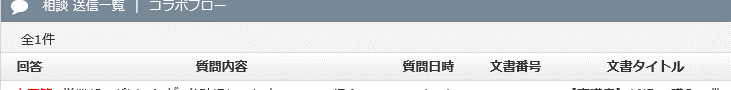 相談 送信一覧 | コラボフロー
全1件
回答 質問内容 質問日時 文書番号 文書タイトル